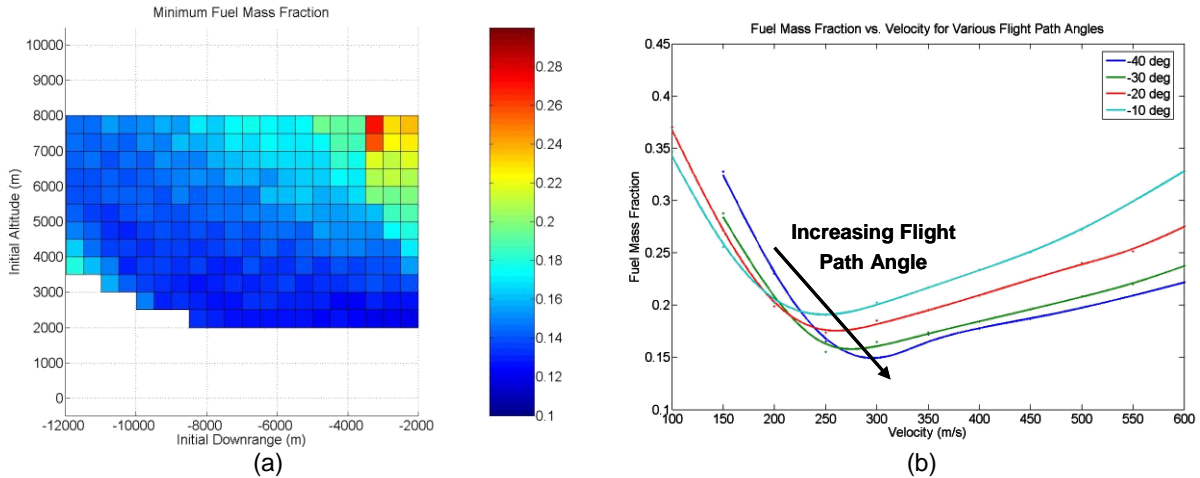 Minimum Fuel Mass Fraction
10000
9000
8000
7000
6000
5000
4000
3000
2000
1000
0
Initial Altitude (m)
-12000 -10000 -8000 -6000 -4000 -2000
Initial Downrange (m)
0.28
0.26
0.24
0.22
0.2
0.18
0.16
0.14
0.12
0.1
(a)
Fuel Mass Fraction vs. Velocity for Various Flight Path Angles
0.45
0.4
0.35
0.3
0.25
0.2
0.15
0.1
Fuel Mass Fraction
-40 deg
-30 deg
-20 deg
-10 deg
Increasing Flight
Path Angle
100 150 200 250 300 350 400 450 500 550 600
Velocity (m/s)
(b)